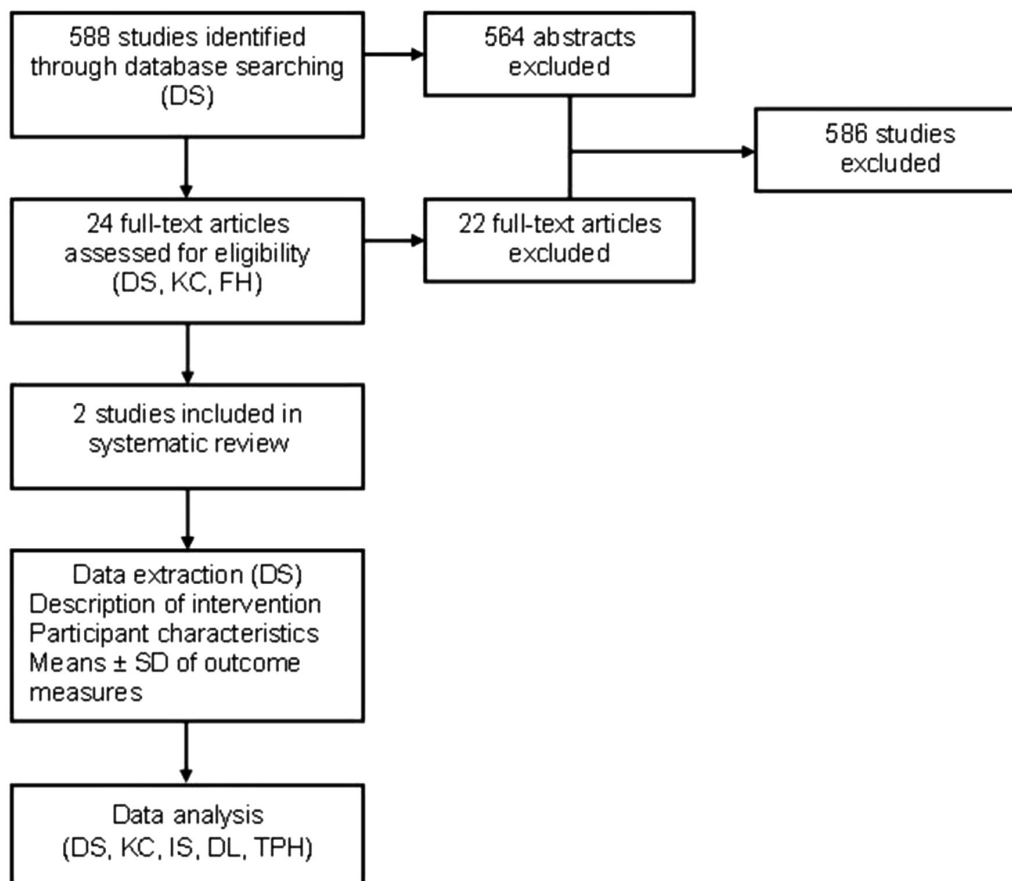 588 studies identified
through database searching
(DS)
564 abstracts
excluded
586 studies
excluded
24 full-text articles
assessed for eligibility
(DS, KC, FH)
22 full-text articles
excluded
2 studies included in
systematic review
Data extraction (DS)
Description of intervention
Participant characteristics
Means ± SD of outcome
measures
Data analysis
(DS, KC, IS, DL, TPH)